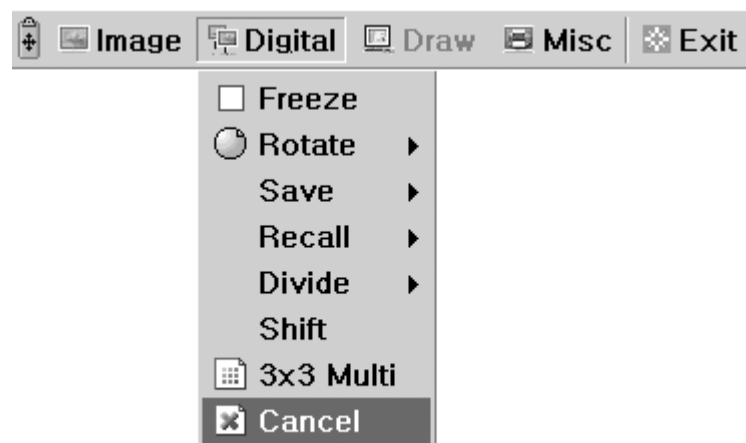 Image Digital Draw Misc Exit
Freeze
Rotate
Save
Recall
Divide
Shift
3x3 Multi
Cancel